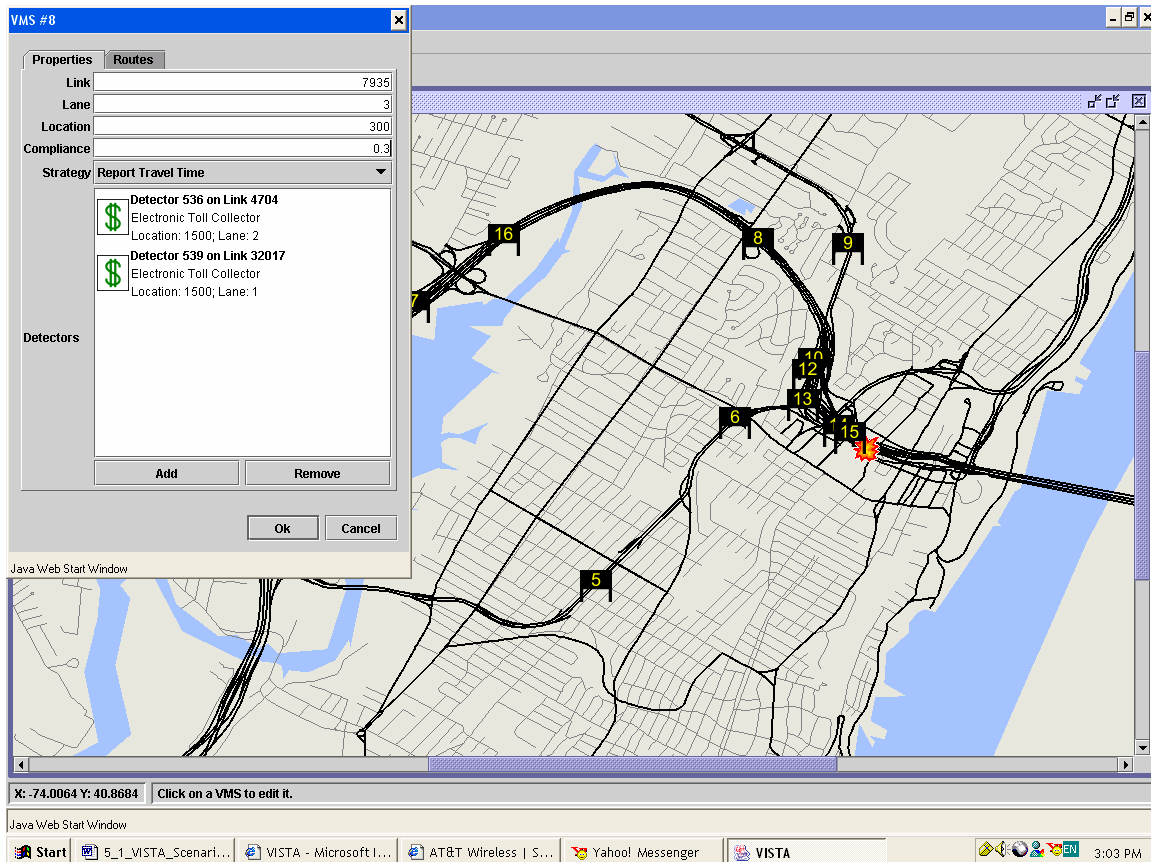 VMS #8
Properties Routes
Link 7935
Lane 3
Location 300
Compliance 0.3
Strategy Report Travel Time
Detector 536 on Link 4704
Electronic Toll Collector
Location: 1500; Lane: 2
Detector 539 on Link 32017
Electronic Toll Collector
Location: 1500; Lane: 1
Detectors
Add Remove
Ok Cancel
Java Web Start Window
16
8
9
7
10
12
13
6
15
5
X: -74.0064 Y: 40.8684 Click on a VMS to edit it.
Java Web Start Window
Start 5_1_VISTA_Scenari... VISTA - Microsoft I... AT&T Wireless | S... Yahoo! Messenger VISTA EN 3:03 PM